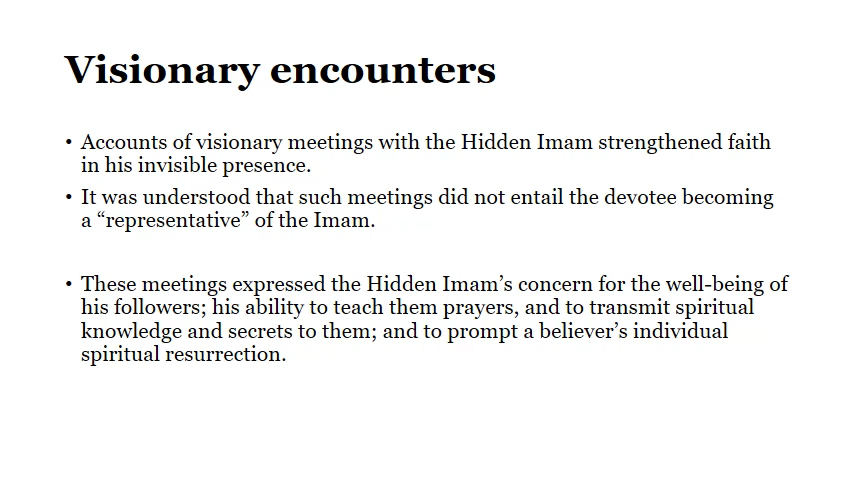 Visionary encounters
• Accounts of visionary meetings with the Hidden Imam strengthened faith
in his invisible presence.
• It was understood that such meetings did not entail the devotee becoming
a “representative” of the Imam.
• These meetings expressed the Hidden Imam’s concern for the well-being of
his followers; his ability to teach them prayers, and to transmit spiritual
knowledge and secrets to them; and to prompt a believer’s individual
spiritual resurrection.